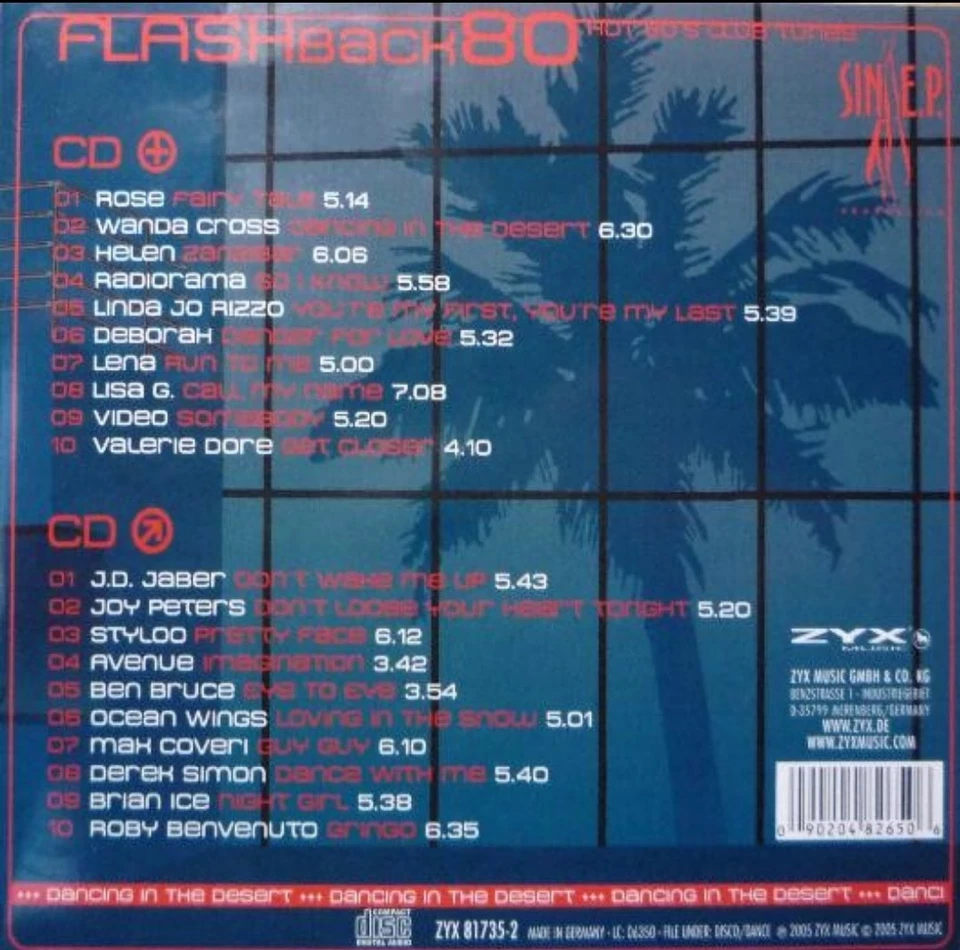 FLASHBACK80 HOT 80'S CLUB TUNES
SIN E.P.
CD
01 ROSE FAIRY TALE 5.14
02 WANDA CROSS DANCING IN THE DESERT 6.30
03 HELEN ZANZIBAR 6.06
04 RADIORAMA SO I KNOW 5.58
05 LINDA JO RIZZO YOU'RE MY FIRST, YOU'RE MY LAST 5.39
06 DEBORAH DANGER FOR LOVE 5.32
07 LENA RUN TO ME 5.00
08 LISA G. CALL MY NAME 7.08
09 VIDEO SOMEBODY 5.20
10 VALERIE DORE GET CLOSER 4.10
CD
01 J.D. JABER DON'T WAKE ME UP 5.43
02 JOY PETERS DON'T LOOSE YOUR HEART TONIGHT 5.20
03 STYLOO PRETTY FACE 6.12
04 AVENUE IMAGINATION 3.42
05 BEN BRUCE EYE TO EYE 3.54
06 OCEAN WINGS LOVING IN THE SNOW 5.01
07 MAX COVERI GUY GUY 6.10
08 DEREK SIMON DANCE WITH ME 5.40
09 BRIAN ICE NIGHT GIRL 5.38
10 ROBY BENVENUTO GRINGO 6.35
ZYX
MUSIC
ZYX MUSIC GMBH & CO. KG
BENZSTRASSE 1 - INDUSTRIEGEBIET
D-35799 MERENBERG/GERMANY
WWW.ZYX.DE
WWW.ZYXMUSIC.COM
0 90204 82650 6
+++ DANCING IN THE DESERT +++ DANCING IN THE DESERT +++ DANCING IN THE DESERT +++ DANCI
COMPACT
disc
DIGITAL AUDIO
ZYX 81735-2 MADE IN GERMANY · LC: 06350 · FILE UNDER: DISCO/DANCE ℗ 2005 ZYX MUSIC © 2005 ZYX MUSIC